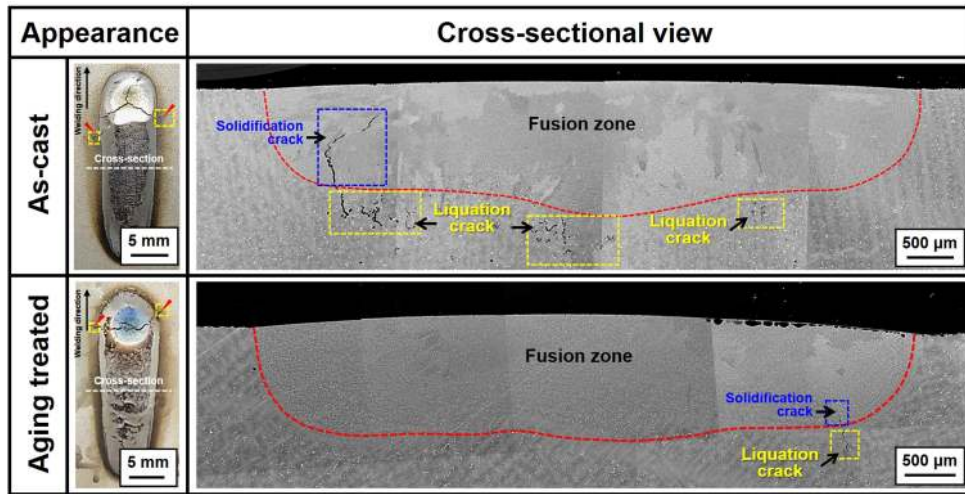 Appearance
Cross-sectional view
As-cast
Welding direction
Cross-section
5 mm
Solidification
crack
Fusion zone
Liquation
crack
Liquation
crack
500 µm
Aging treated
Welding direction
Cross-section
5 mm
Fusion zone
Solidification
crack
Liquation
crack
500 µm